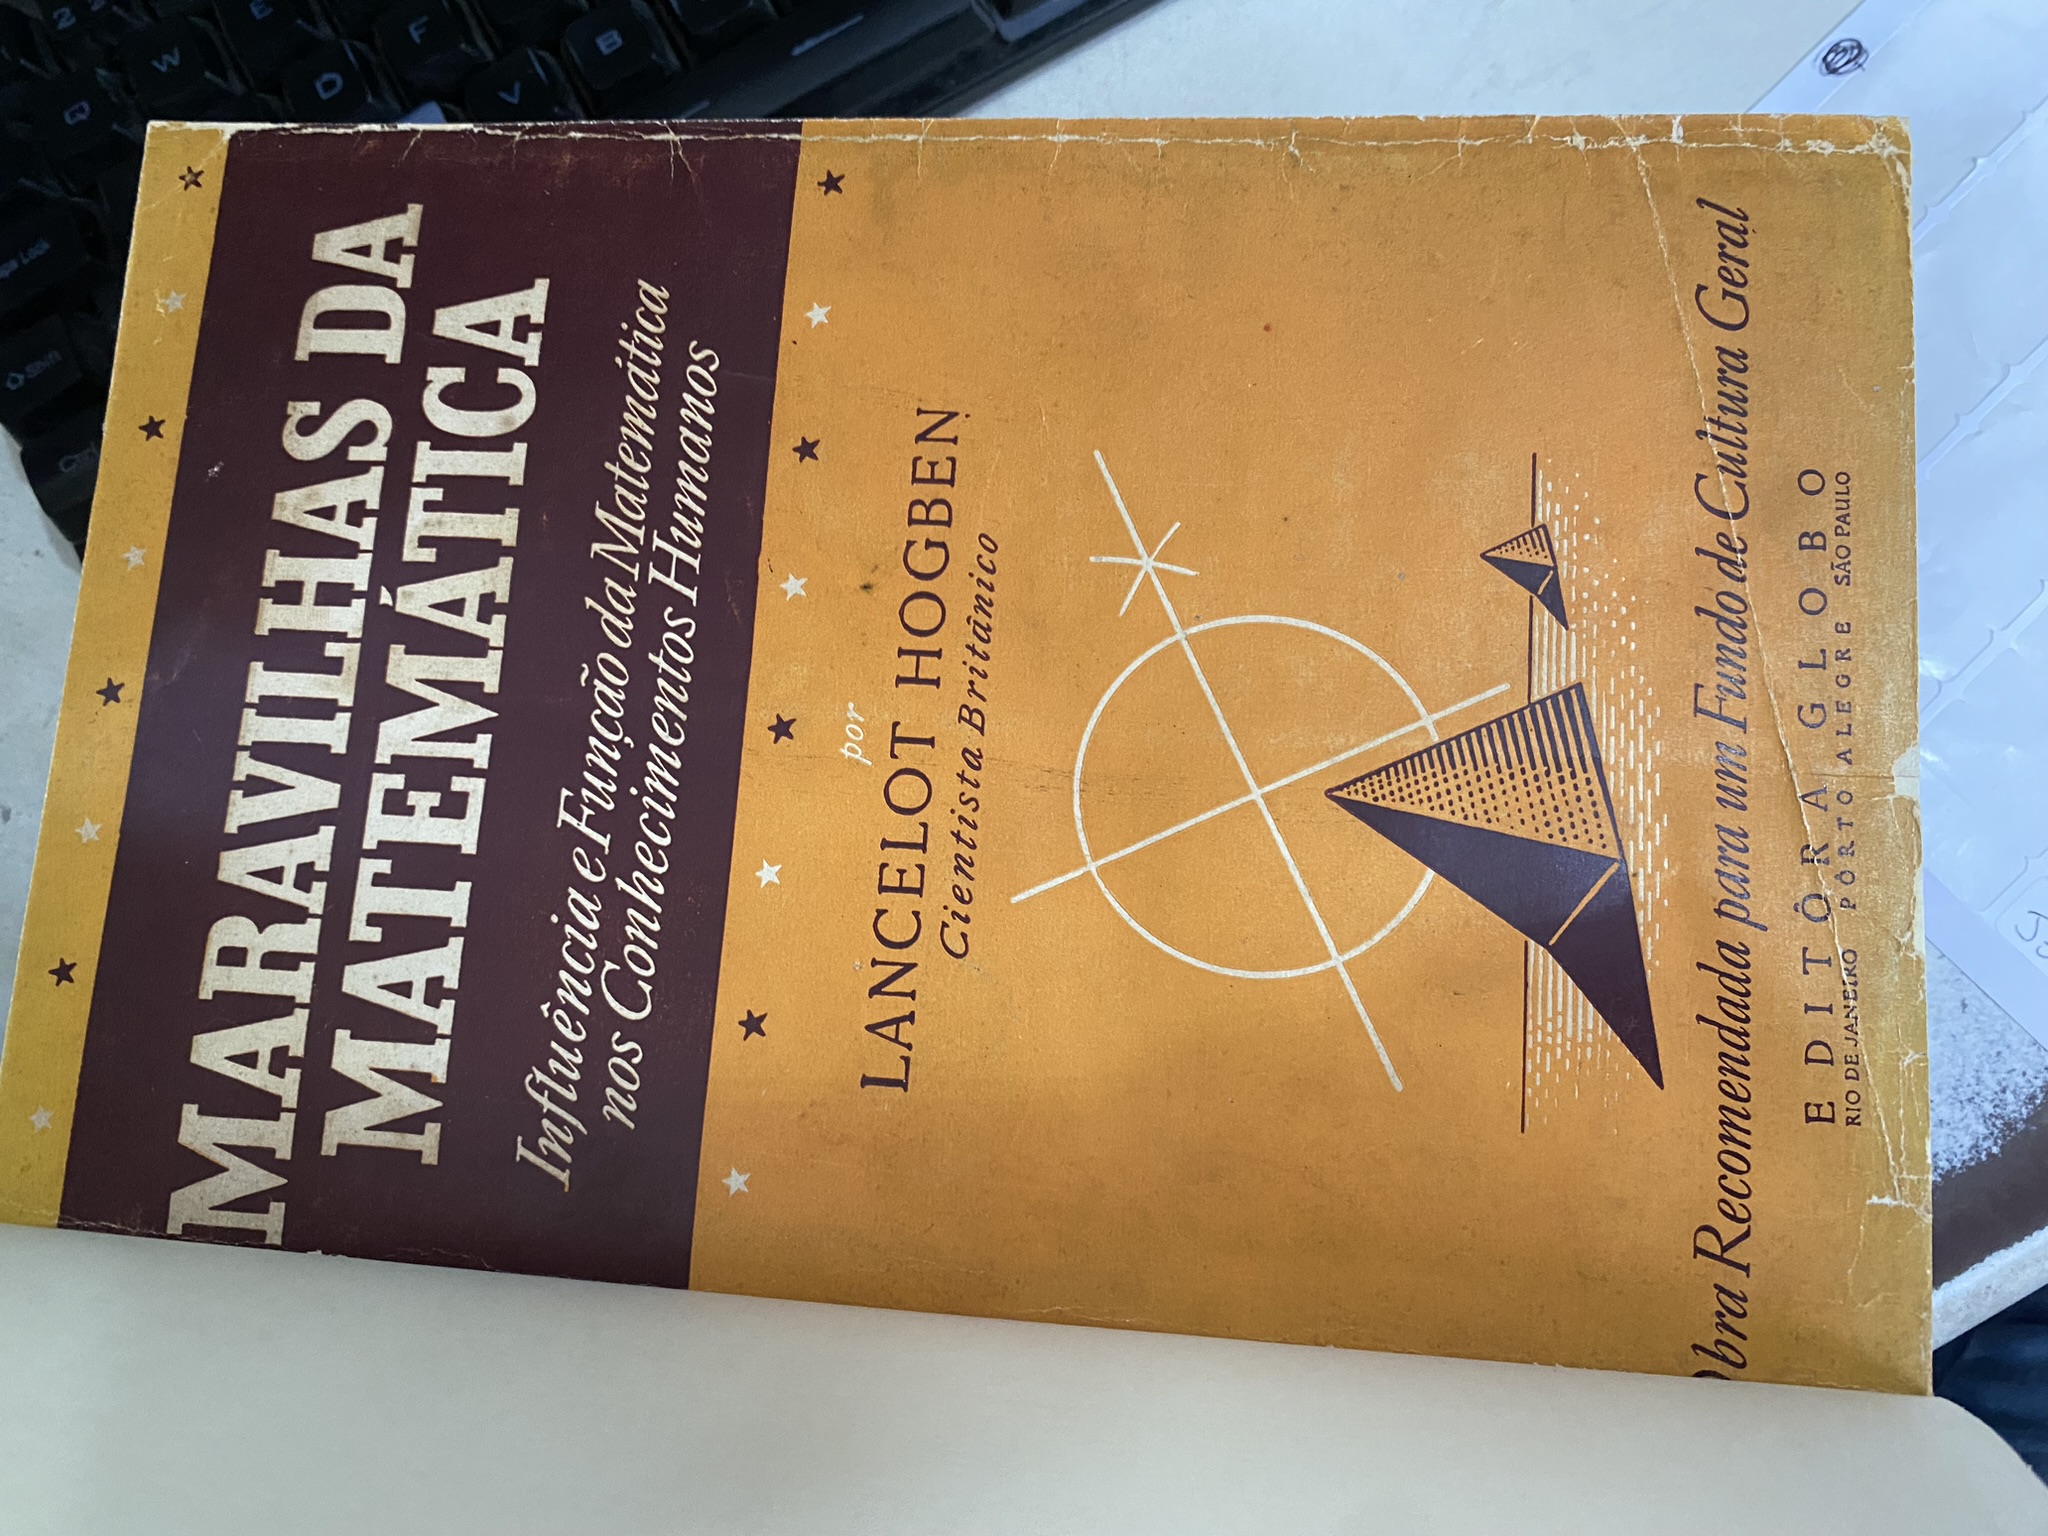 MARAVILHAS DA
MATEMÁTICA
Influência e Função da Matemática
nos Conhecimentos Humanos
por
LANCELOT HOGBEN
Cientista Britânico
Obra Recomendada para um Fundo de Cultura Geral
EDITÔRA GLOBO
RIO DE JANEIRO PÔRTO ALEGRE SÃO PAULO
Q
W
E
D
F
V
B
Shift